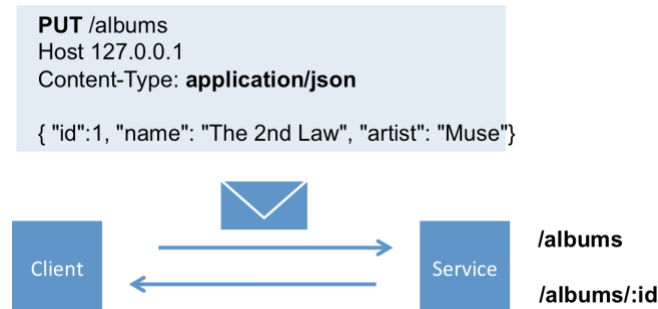 PUT /albums
Host 127.0.0.1
Content-Type: application/json
{ "id":1, "name": "The 2nd Law", "artist": "Muse"}
Client
Service
/albums
/albums/:id